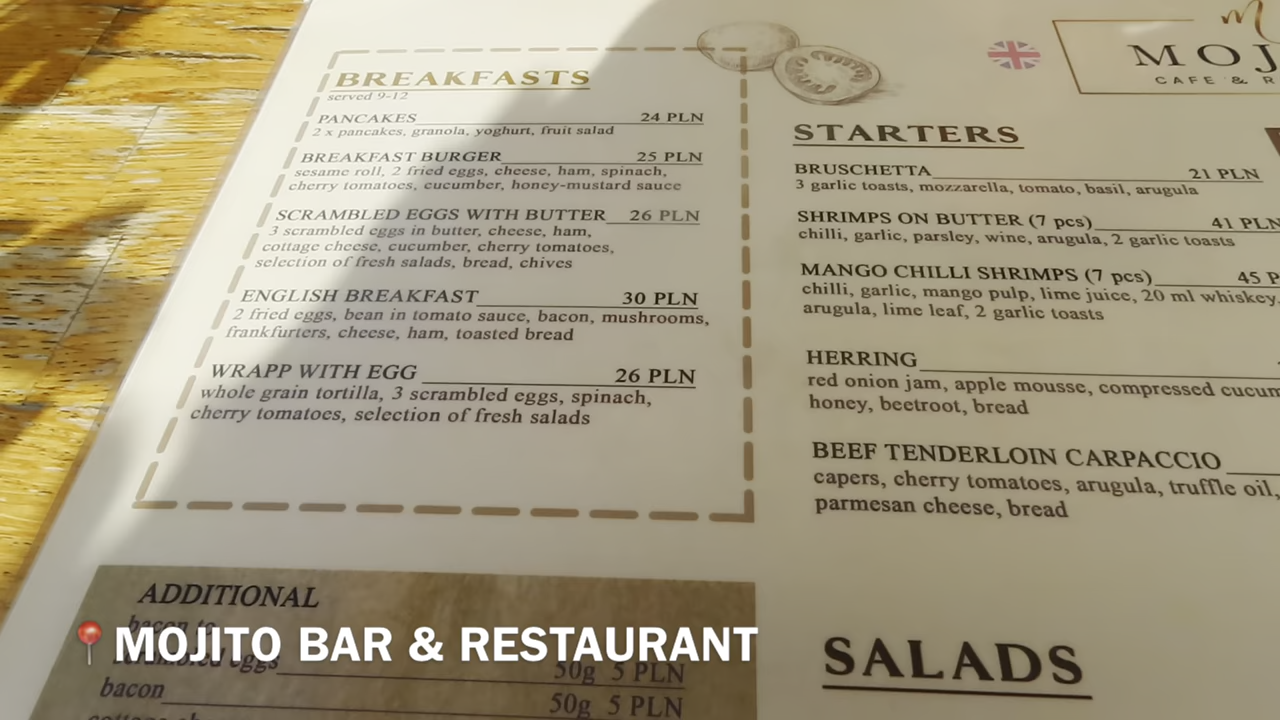 BREAKFASTS
served 9-12
PANCAKES 24 PLN
2 x pancakes, granola, yoghurt, fruit salad
BREAKFAST BURGER 25 PLN
sesame roll, 2 fried eggs, cheese, ham, spinach,
cherry tomatoes, cucumber, honey-mustard sauce
SCRAMBLED EGGS WITH BUTTER 26 PLN
3 scrambled eggs in butter, cheese, ham,
cottage cheese, cucumber, cherry tomatoes,
selection of fresh salads, bread, chives
ENGLISH BREAKFAST 30 PLN
2 fried eggs, bean in tomato sauce, bacon, mushrooms,
frankfurters, cheese, ham, toasted bread
WRAPP WITH EGG 26 PLN
whole grain tortilla, 3 scrambled eggs, spinach,
cherry tomatoes, selection of fresh salads
ADDITIONAL
bacon to
scrambled eggs 50g 5 PLN
bacon 50g 5 PLN
MOJITO BAR & RESTAURANT
M
MOJ
CAFE & R
STARTERS
BRUSCHETTA 21 PLN
3 garlic toasts, mozzarella, tomato, basil, arugula
SHRIMPS ON BUTTER (7 pcs) 41 PLN
chilli, garlic, parsley, wine, arugula, 2 garlic toasts
MANGO CHILLI SHRIMPS (7 pcs) 45 P
chilli, garlic, mango pulp, lime juice, 20 ml whiskey,
arugula, lime leaf, 2 garlic toasts
HERRING
red onion jam, apple mousse, compressed cucum
honey, beetroot, bread
BEEF TENDERLOIN CARPACCIO
capers, cherry tomatoes, arugula, truffle oil,
parmesan cheese, bread
SALADS